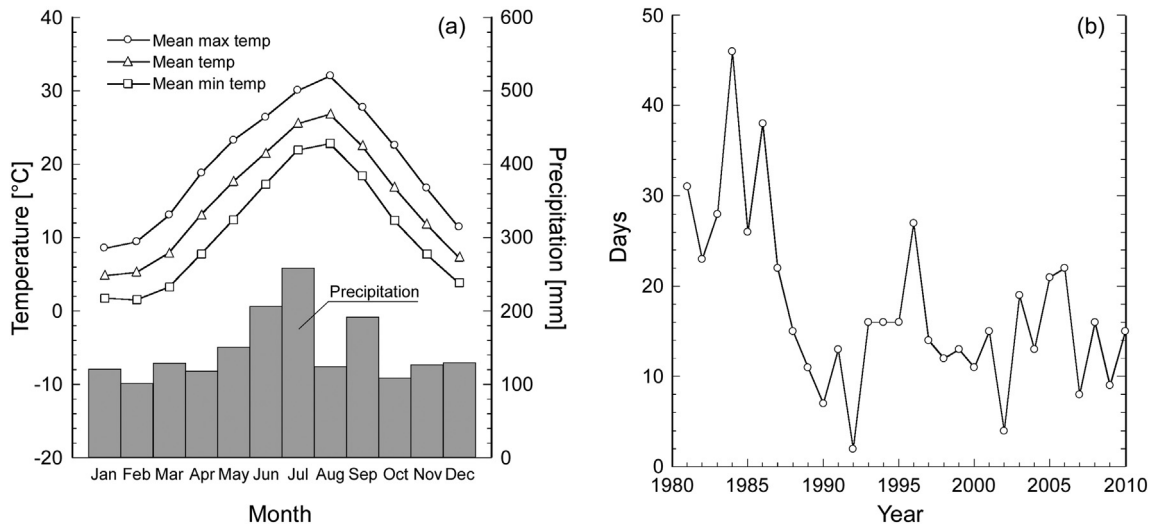 (a)
Mean max temp
Mean temp
Mean min temp
Precipitation
40
30
20
10
0
-10
-20
Temperature [°C]
600
500
400
300
200
100
0
Precipitation [mm]
Jan Feb Mar Apr May Jun Jul Aug Sep Oct Nov Dec
Month
(b)
50
40
30
20
10
0
Days
1980 1985 1990 1995 2000 2005 2010
Year